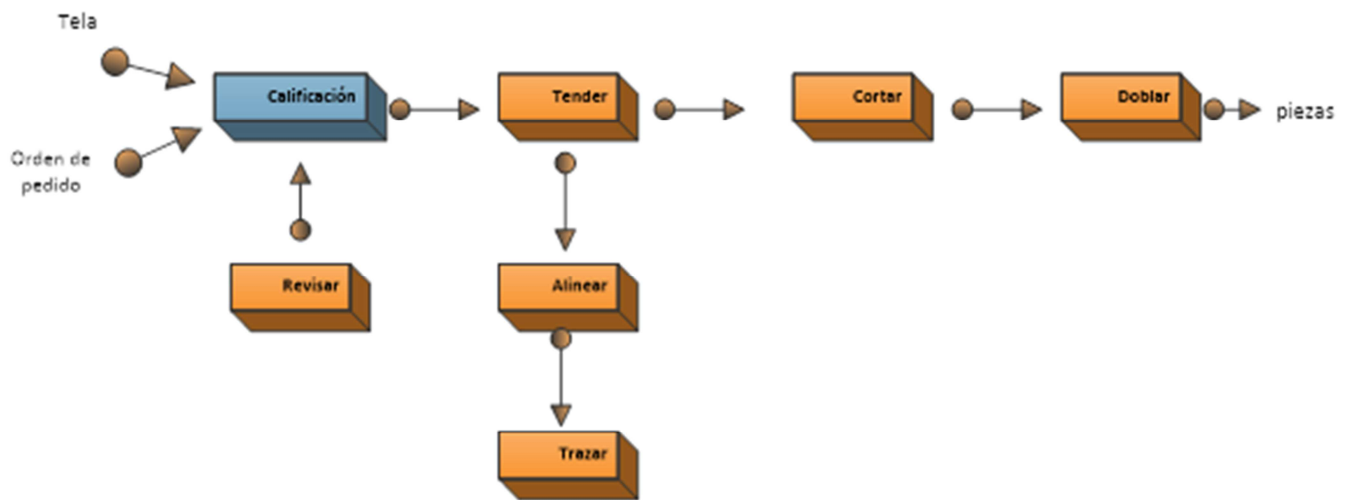 Tela
Calificación
Tender
Cortar
Doblar
piezas
Orden de
pedido
Revisar
Alinear
Trazar